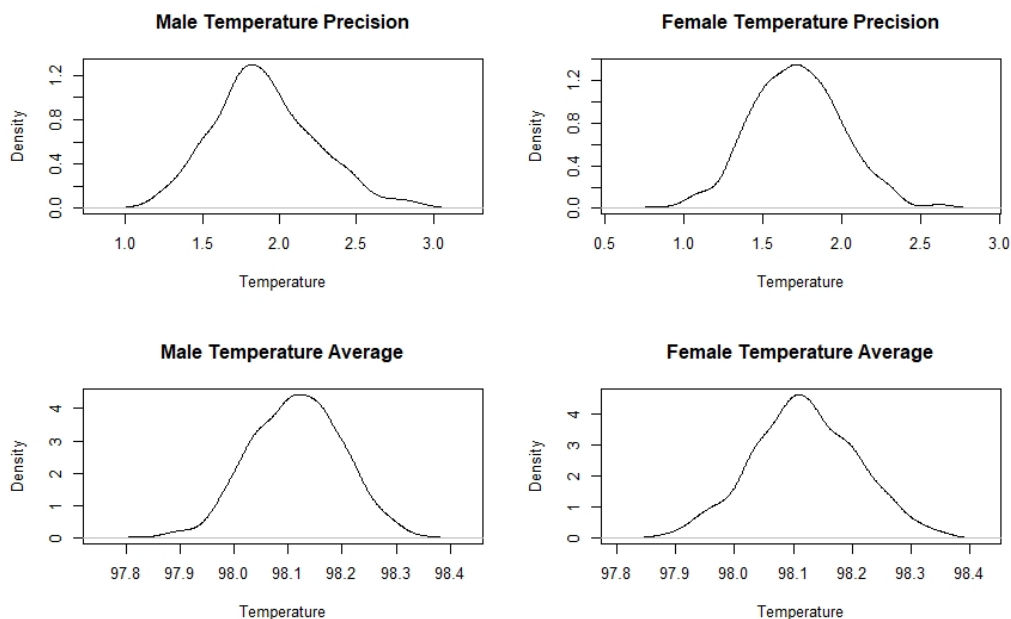 Male Temperature Precision
Density
0.0 0.4 0.8 1.2
1.0 1.5 2.0 2.5 3.0
Temperature
Female Temperature Precision
Density
0.0 0.4 0.8 1.2
0.5 1.0 1.5 2.0 2.5 3.0
Temperature
Male Temperature Average
Density
0 1 2 3 4
97.8 97.9 98.0 98.1 98.2 98.3 98.4
Temperature
Female Temperature Average
Density
0 1 2 3 4
97.8 97.9 98.0 98.1 98.2 98.3 98.4
Temperature